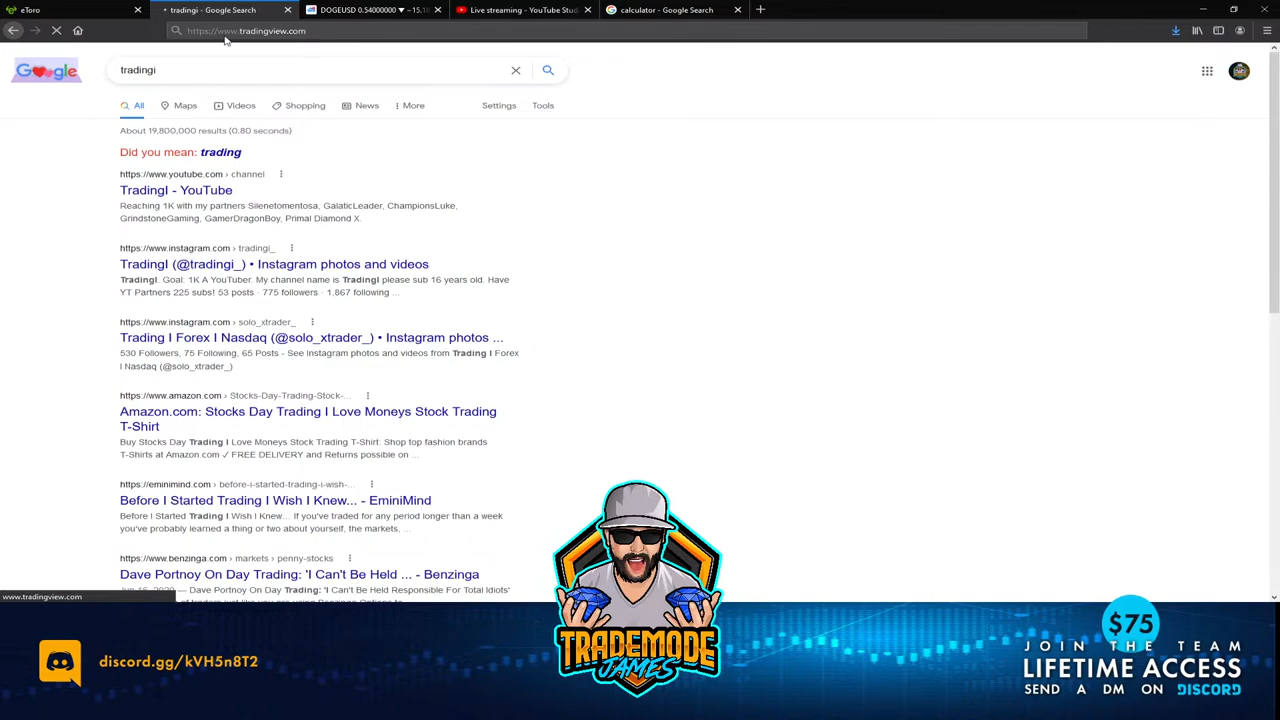 eToro
tradingi - Google Search
DOGEUSD 0.54000000 ▼ −15.18
Live streaming - YouTube Stud
calculator - Google Search
https://www.tradingview.com
Google
tradingi
All
Maps
Videos
Shopping
News
More
Settings
Tools
About 19,800,000 results (0.80 seconds)
Did you mean: trading
https://www.youtube.com › channel
TradingI - YouTube
Reaching 1K with my partners Silenetomentosa, GalaticLeader, ChampionsLuke,
GrindstoneGaming, GamerDragonBoy, Primal Diamond X.
https://www.instagram.com › tradingi_
TradingI (@tradingi_) • Instagram photos and videos
TradingI. Goal: 1K A YouTuber. My channel name is TradingI please sub 16 years old. Have
YT Partners 225 subs! 53 posts · 775 followers · 1,867 following ...
https://www.instagram.com › solo_xtrader_
Trading I Forex I Nasdaq (@solo_xtrader_) • Instagram photos ...
530 Followers, 75 Following, 65 Posts - See Instagram photos and videos from Trading I Forex
I Nasdaq (@solo_xtrader_)
https://www.amazon.com › Stocks-Day-Trading-Stock-...
Amazon.com: Stocks Day Trading I Love Moneys Stock Trading
T-Shirt
Buy Stocks Day Trading I Love Moneys Stock Trading T-Shirt: Shop top fashion brands
T-Shirts at Amazon.com ✓ FREE DELIVERY and Returns possible on ...
https://eminimind.com › before-i-started-trading-i-wish-...
Before I Started Trading I Wish I Knew... - EminiMind
Before I Started Trading I Wish I Knew... If you've traded for any period longer than a week
you've probably learned a thing or two about yourself, the markets, ...
https://www.benzinga.com › markets › penny-stocks
Dave Portnoy On Day Trading: 'I Can't Be Held ... - Benzinga
Jun 16, 2020 — Dave Portnoy On Day Trading: 'I Can't Be Held Responsible For Total Idiots'
www.tradingview.com
TRADEMODE
JAMES
discord.gg/kVH5n8T2
$75
JOIN THE TEAM
LIFETIME ACCESS
SEND A DM ON DISCORD